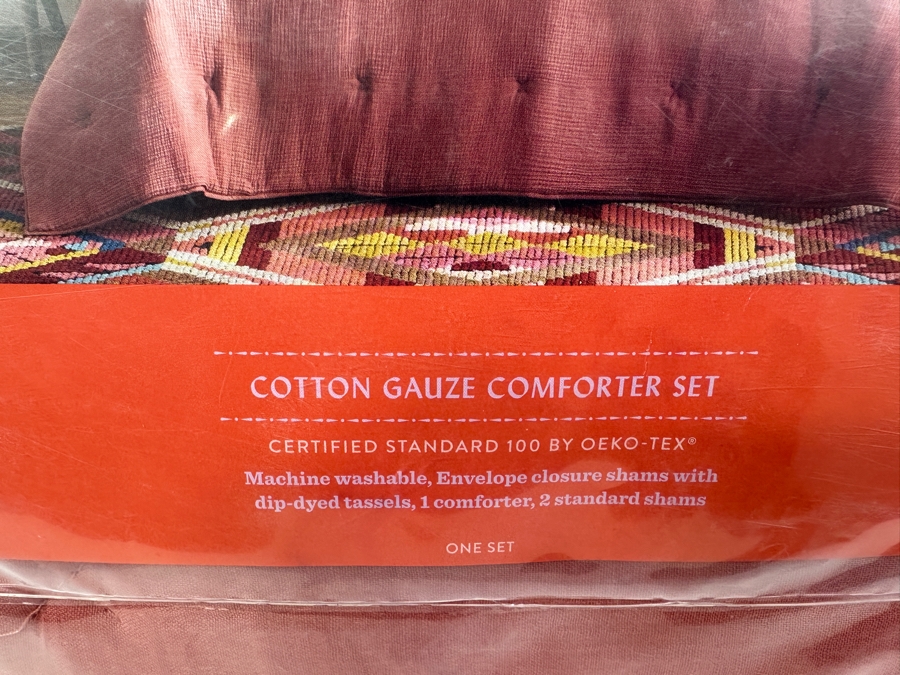 COTTON GAUZE COMFORTER SET
CERTIFIED STANDARD 100 BY OEKO-TEX®
Machine washable, Envelope closure shams with
dip-dyed tassels, 1 comforter, 2 standard shams
ONE SET